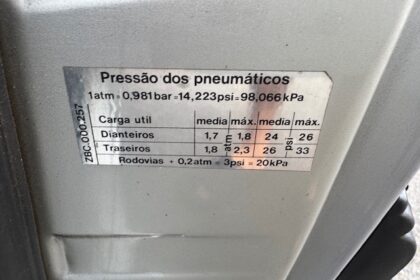 Pressão dos pneumáticos
1atm=0,981bar=14,223psi=98,066kPa
Carga util media máx. media máx.
Dianteiros 1,7 atm 1,8 24 psi 26
Traseiros 1,8 2,3 26 33
Rodovias + 0,2atm = 3psi = 20kPa
ZBC.000.257